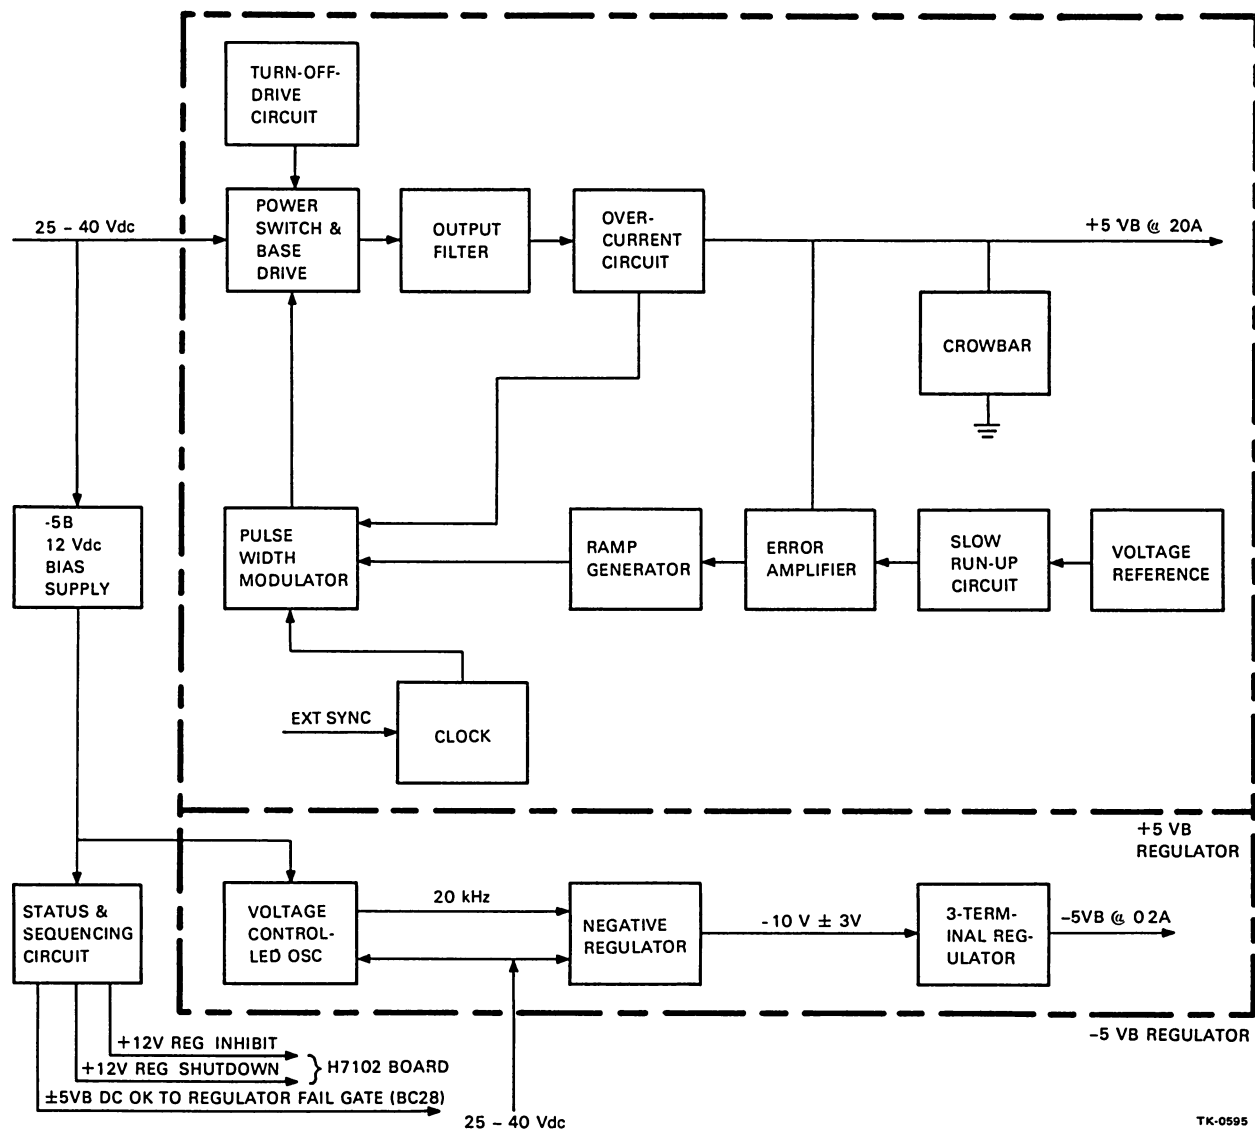 TURN-OFF-
DRIVE
CIRCUIT
25 - 40 Vdc
POWER
SWITCH &
BASE
DRIVE
OUTPUT
FILTER
OVER-
CURRENT
CIRCUIT
+5 VB @ 20A
CROWBAR
-5B
12 Vdc
BIAS
SUPPLY
PULSE
WIDTH
MODULATOR
RAMP
GENERATOR
ERROR
AMPLIFIER
SLOW
RUN-UP
CIRCUIT
VOLTAGE
REFERENCE
EXT SYNC
CLOCK
+5 VB
REGULATOR
STATUS &
SEQUENCING
CIRCUIT
VOLTAGE
CONTROL-
LED OSC
20 kHz
NEGATIVE
REGULATOR
-10 V ± 3V
3-TERM-
INAL REG-
ULATOR
-5VB @ 0 2A
-5 VB REGULATOR
+12V REG INHIBIT
+12V REG SHUTDOWN
H7102 BOARD
±5VB DC OK TO REGULATOR FAIL GATE (BC28)
25 - 40 Vdc
TK-0595